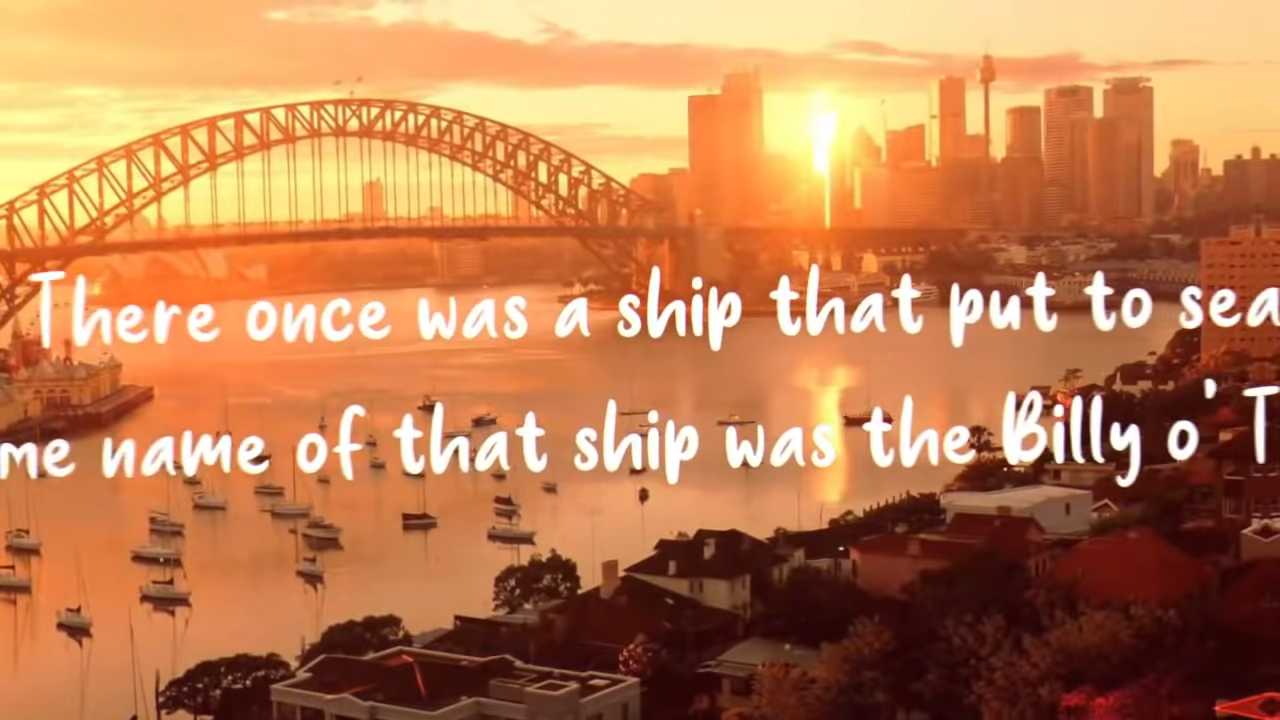 There once was a ship that put to sea
me name of that ship was the Billy o' T